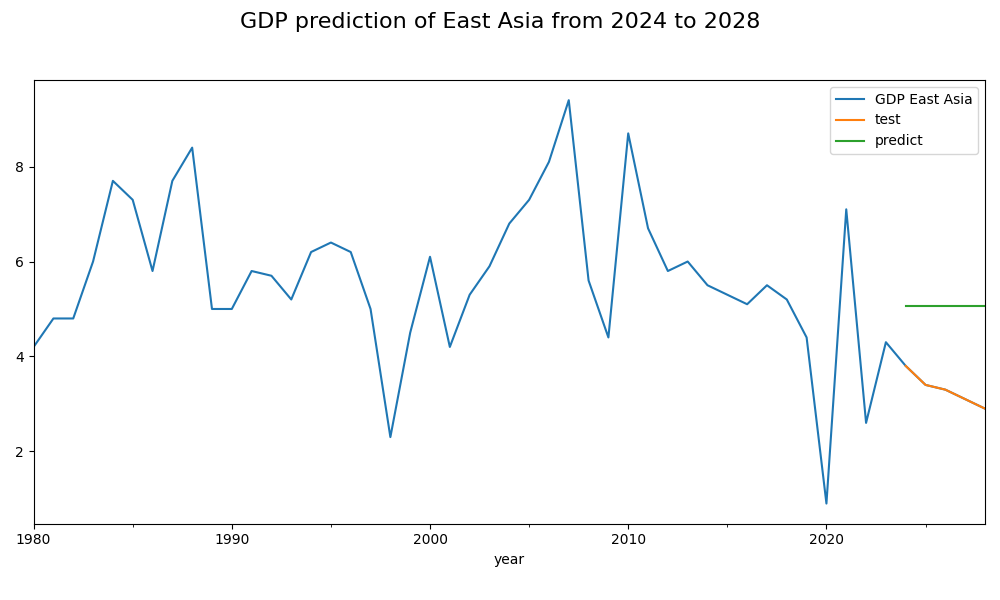 GDP prediction of East Asia from 2024 to 2028
GDP East Asia
test
predict
8
6
4
2
1980 1990 2000 2010 2020
year